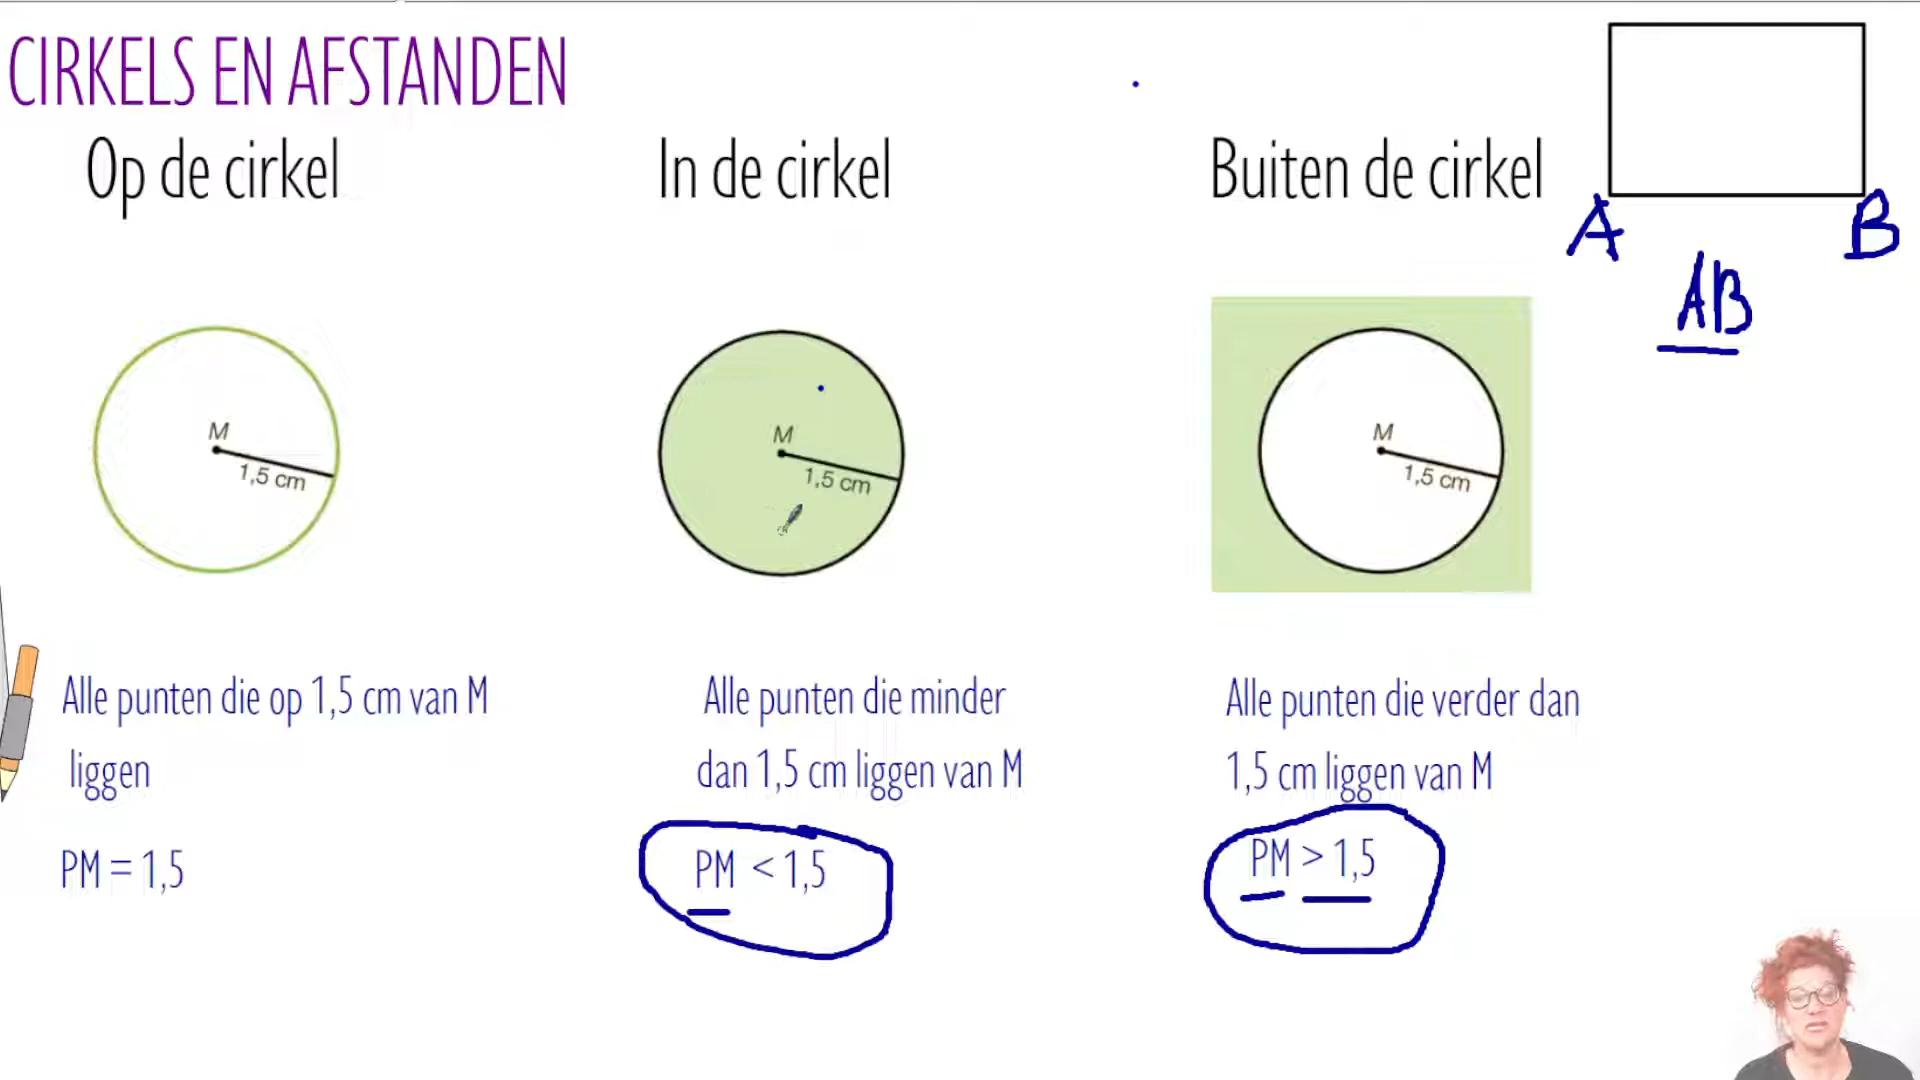 CIRKELS EN AFSTANDEN
Op de cirkel
In de cirkel
Buiten de cirkel
A
B
AB
M
1,5 cm
M
1,5 cm
M
1,5 cm
Alle punten die op 1,5 cm van M
liggen
PM = 1,5
Alle punten die minder
dan 1,5 cm liggen van M
PM < 1,5
Alle punten die verder dan
1,5 cm liggen van M
PM > 1,5